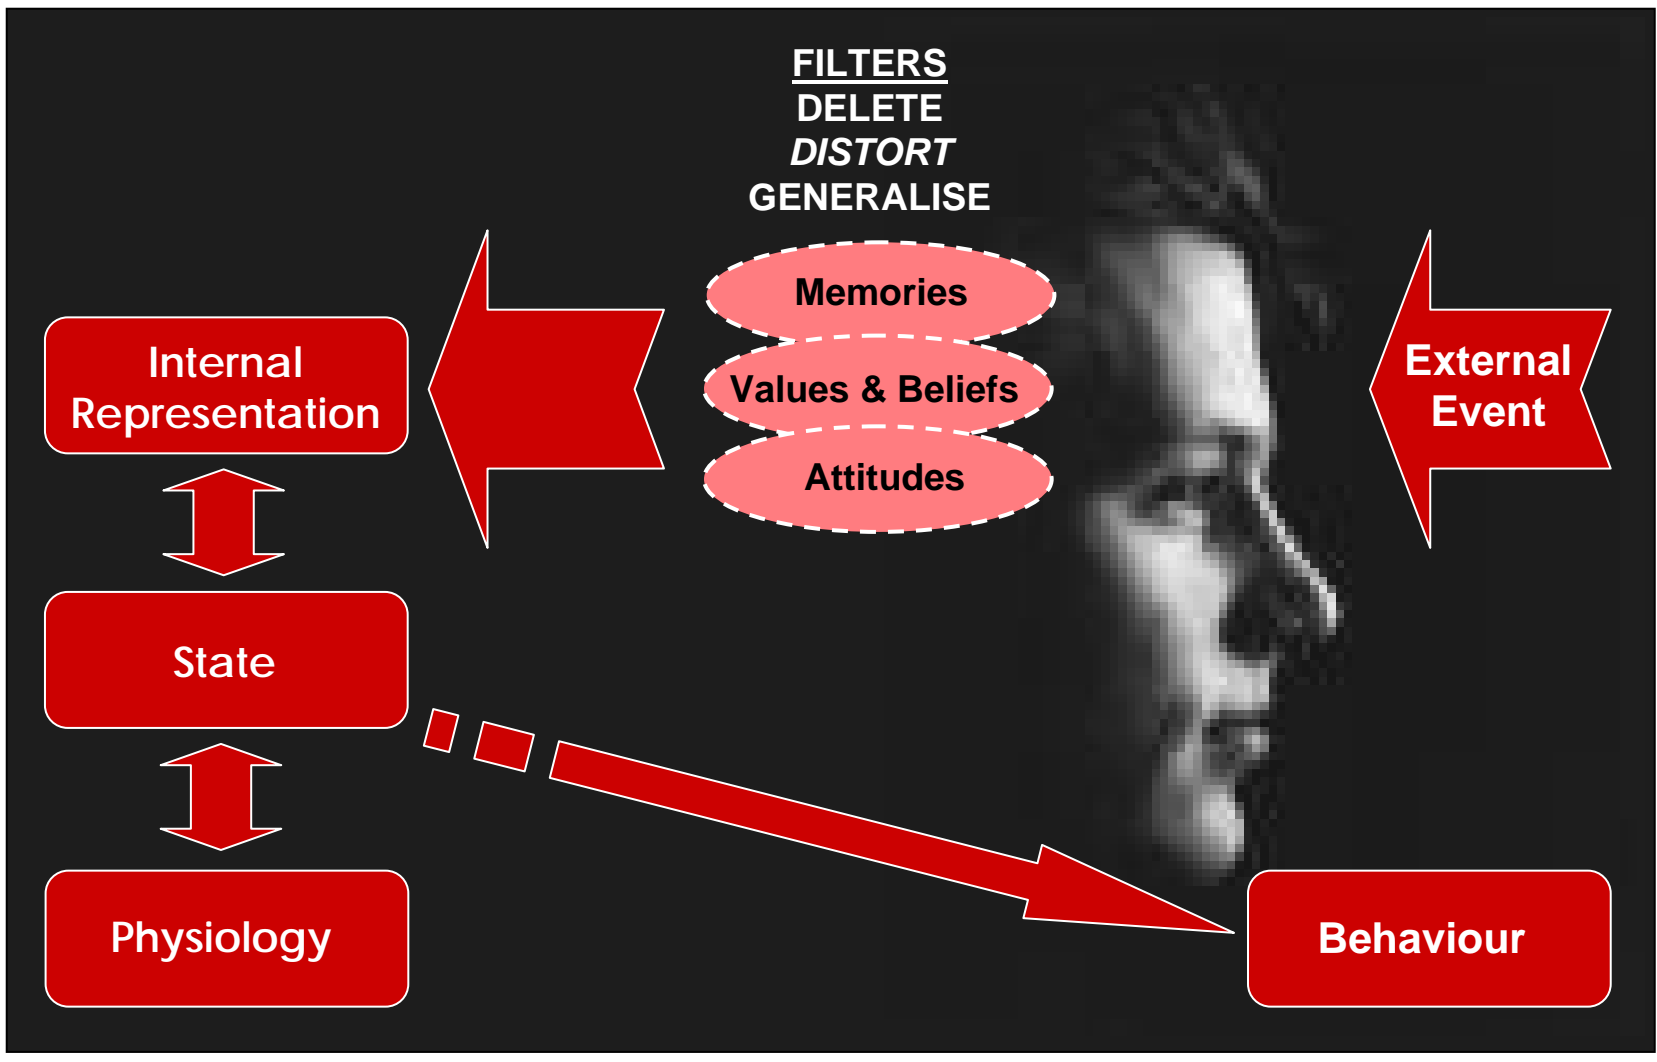 FILTERS
DELETE
DISTORT
GENERALISE
Memories
Values & Beliefs
Attitudes
External
Event
Internal
Representation
State
Physiology
Behaviour